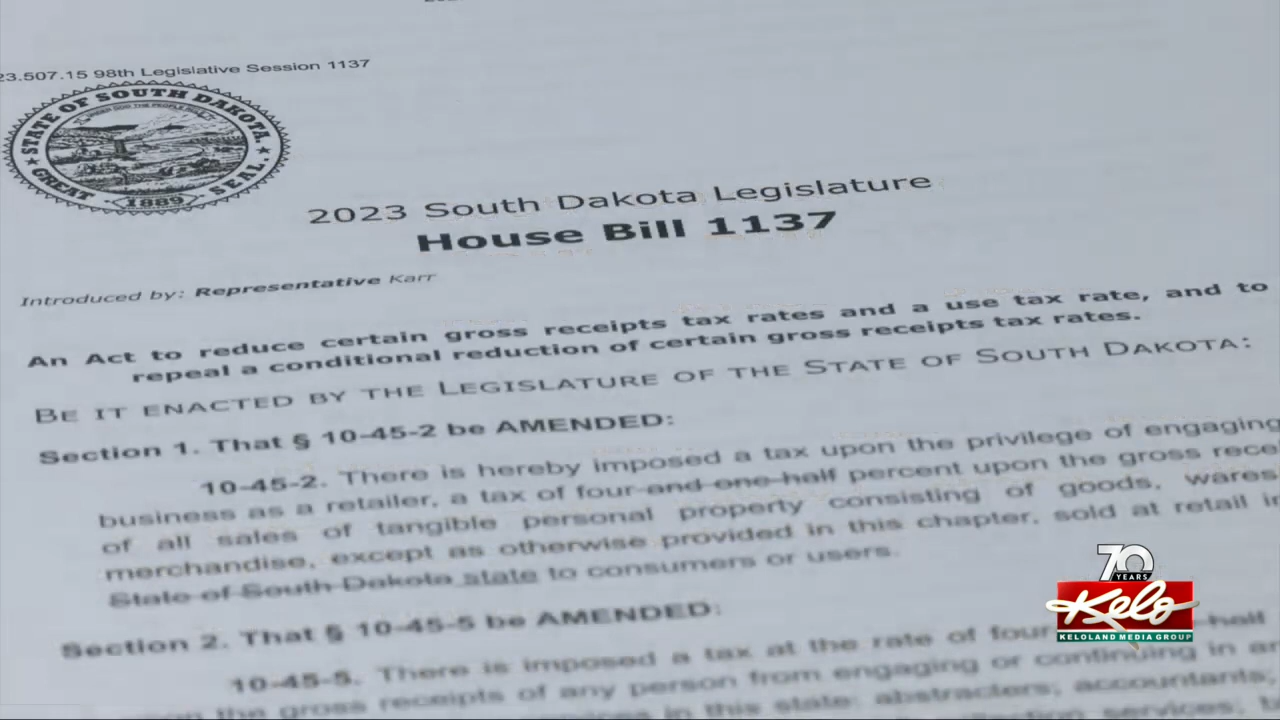 23.507.15 98th Legislative Session 1137
STATE OF SOUTH DAKOTA
GREAT SEAL
1889
2023 South Dakota Legislature
House Bill 1137
Introduced by: Representative Karr
An Act to reduce certain gross receipts tax rates and a use tax rate, and to
repeal a conditional reduction of certain gross receipts tax rates.
BE IT ENACTED BY THE LEGISLATURE OF THE STATE OF SOUTH DAKOTA:
Section 1. That § 10-45-2 be AMENDED:
10-45-2. There is hereby imposed a tax upon the privilege of engaging
business as a retailer, a tax of four and one-half percent upon the gross rece
of all sales of tangible personal property consisting of goods, wares
merchandise, except as otherwise provided in this chapter, sold at retail in
State of South Dakota state to consumers or users.
Section 2. That § 10-45-5 be AMENDED:
10-45-5. There is imposed a tax at the rate of four half
the gross receipts of any person from engaging or continuing in an
in this state: abstracters; accountants;
services;
70
YEARS
Kelo
KELOLAND MEDIA GROUP